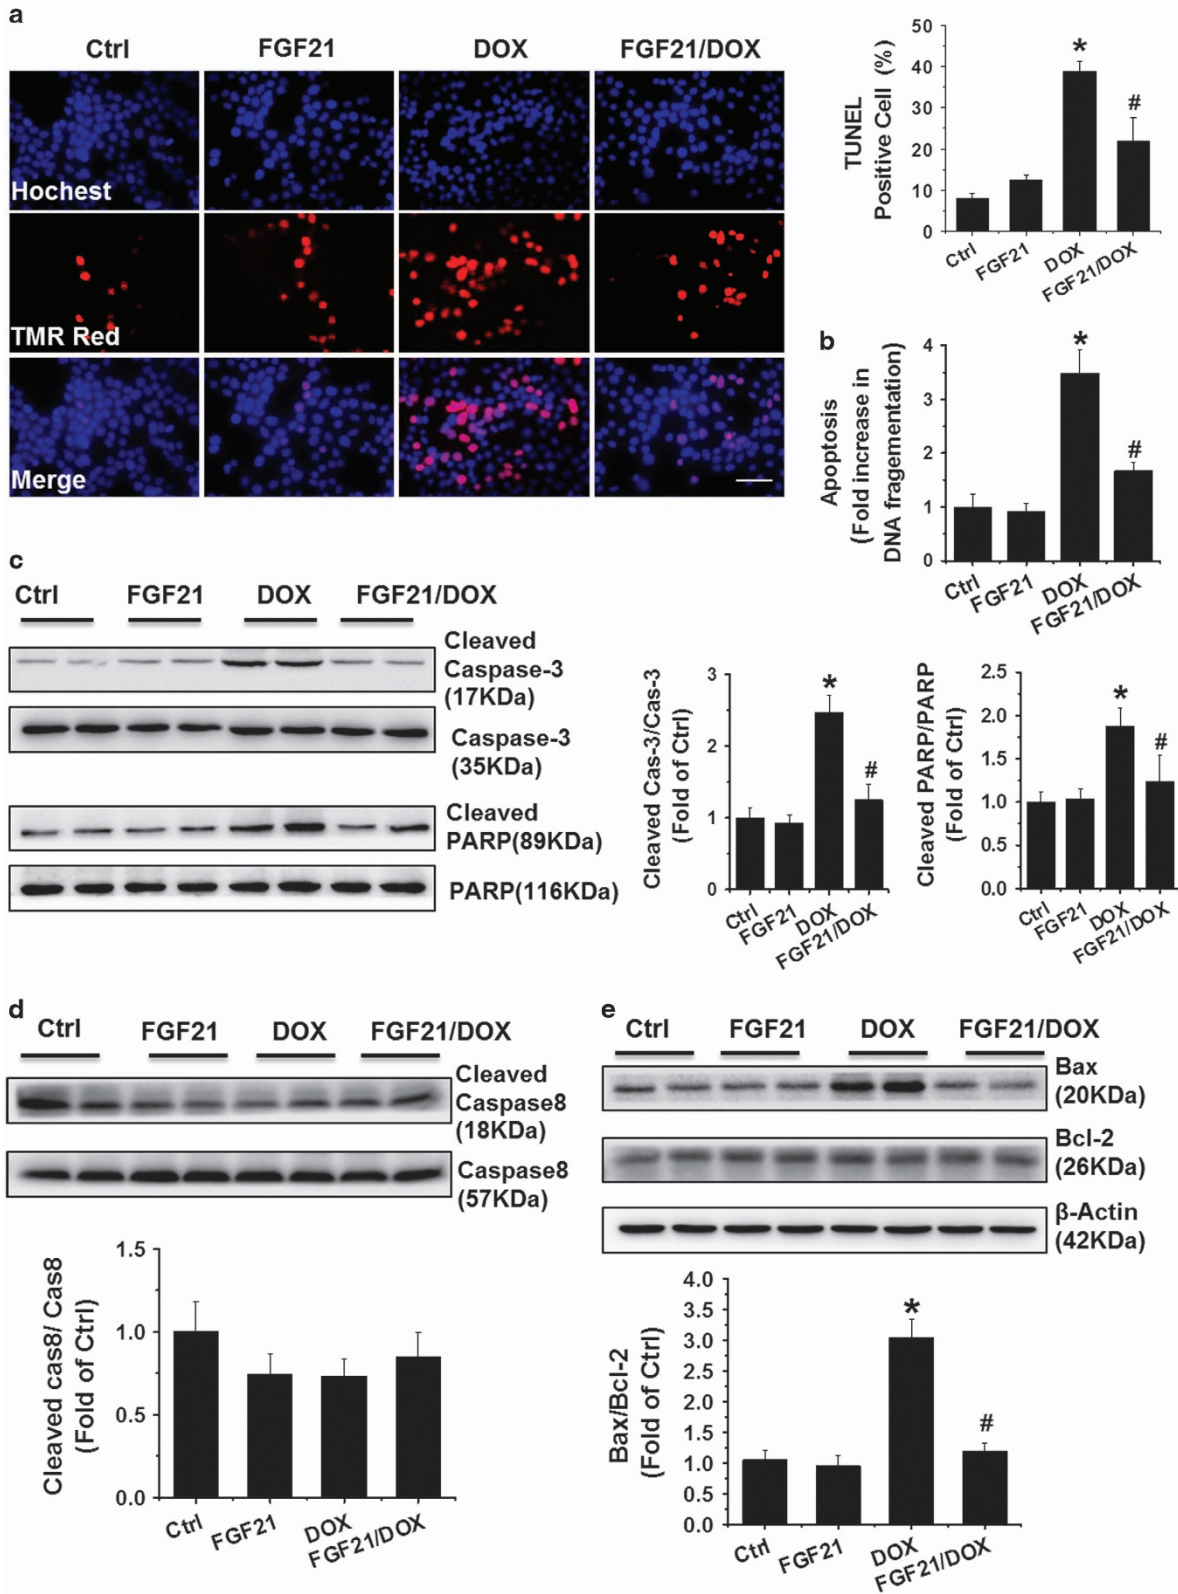 a
Ctrl
FGF21
DOX
FGF21/DOX
Hochest
TMR Red
Merge
TUNEL
Positive Cell (%)
50
40
30
20
10
0
*
#
Ctrl
FGF21
DOX
FGF21/DOX
b
Apoptosis
(Fold increase in
DNA fragementation)
4
3
2
1
0
*
#
Ctrl
FGF21
DOX
FGF21/DOX
c
Ctrl
FGF21
DOX
FGF21/DOX
Cleaved
Caspase-3
(17KDa)
Caspase-3
(35KDa)
Cleaved
PARP(89KDa)
PARP(116KDa)
Cleaved Cas-3/Cas-3
(Fold of Ctrl)
3
2
1
0
*
#
Ctrl
FGF21
DOX
FGF21/DOX
Cleaved PARP/PARP
(Fold of Ctrl)
2.5
2.0
1.5
1.0
0.5
0.0
*
#
Ctrl
FGF21
DOX
FGF21/DOX
d
Ctrl
FGF21
DOX
FGF21/DOX
Cleaved
Caspase8
(18KDa)
Caspase8
(57KDa)
Cleaved cas8/ Cas8
(Fold of Ctrl)
1.5
1.0
0.5
0.0
Ctrl
FGF21
DOX
FGF21/DOX
e
Ctrl
FGF21
DOX
FGF21/DOX
Bax
(20KDa)
Bcl-2
(26KDa)
β-Actin
(42KDa)
Bax/Bcl-2
(Fold of Ctrl)
4.0
3.5
3.0
2.5
2.0
1.5
1.0
0.5
0.0
*
#
Ctrl
FGF21
DOX
FGF21/DOX